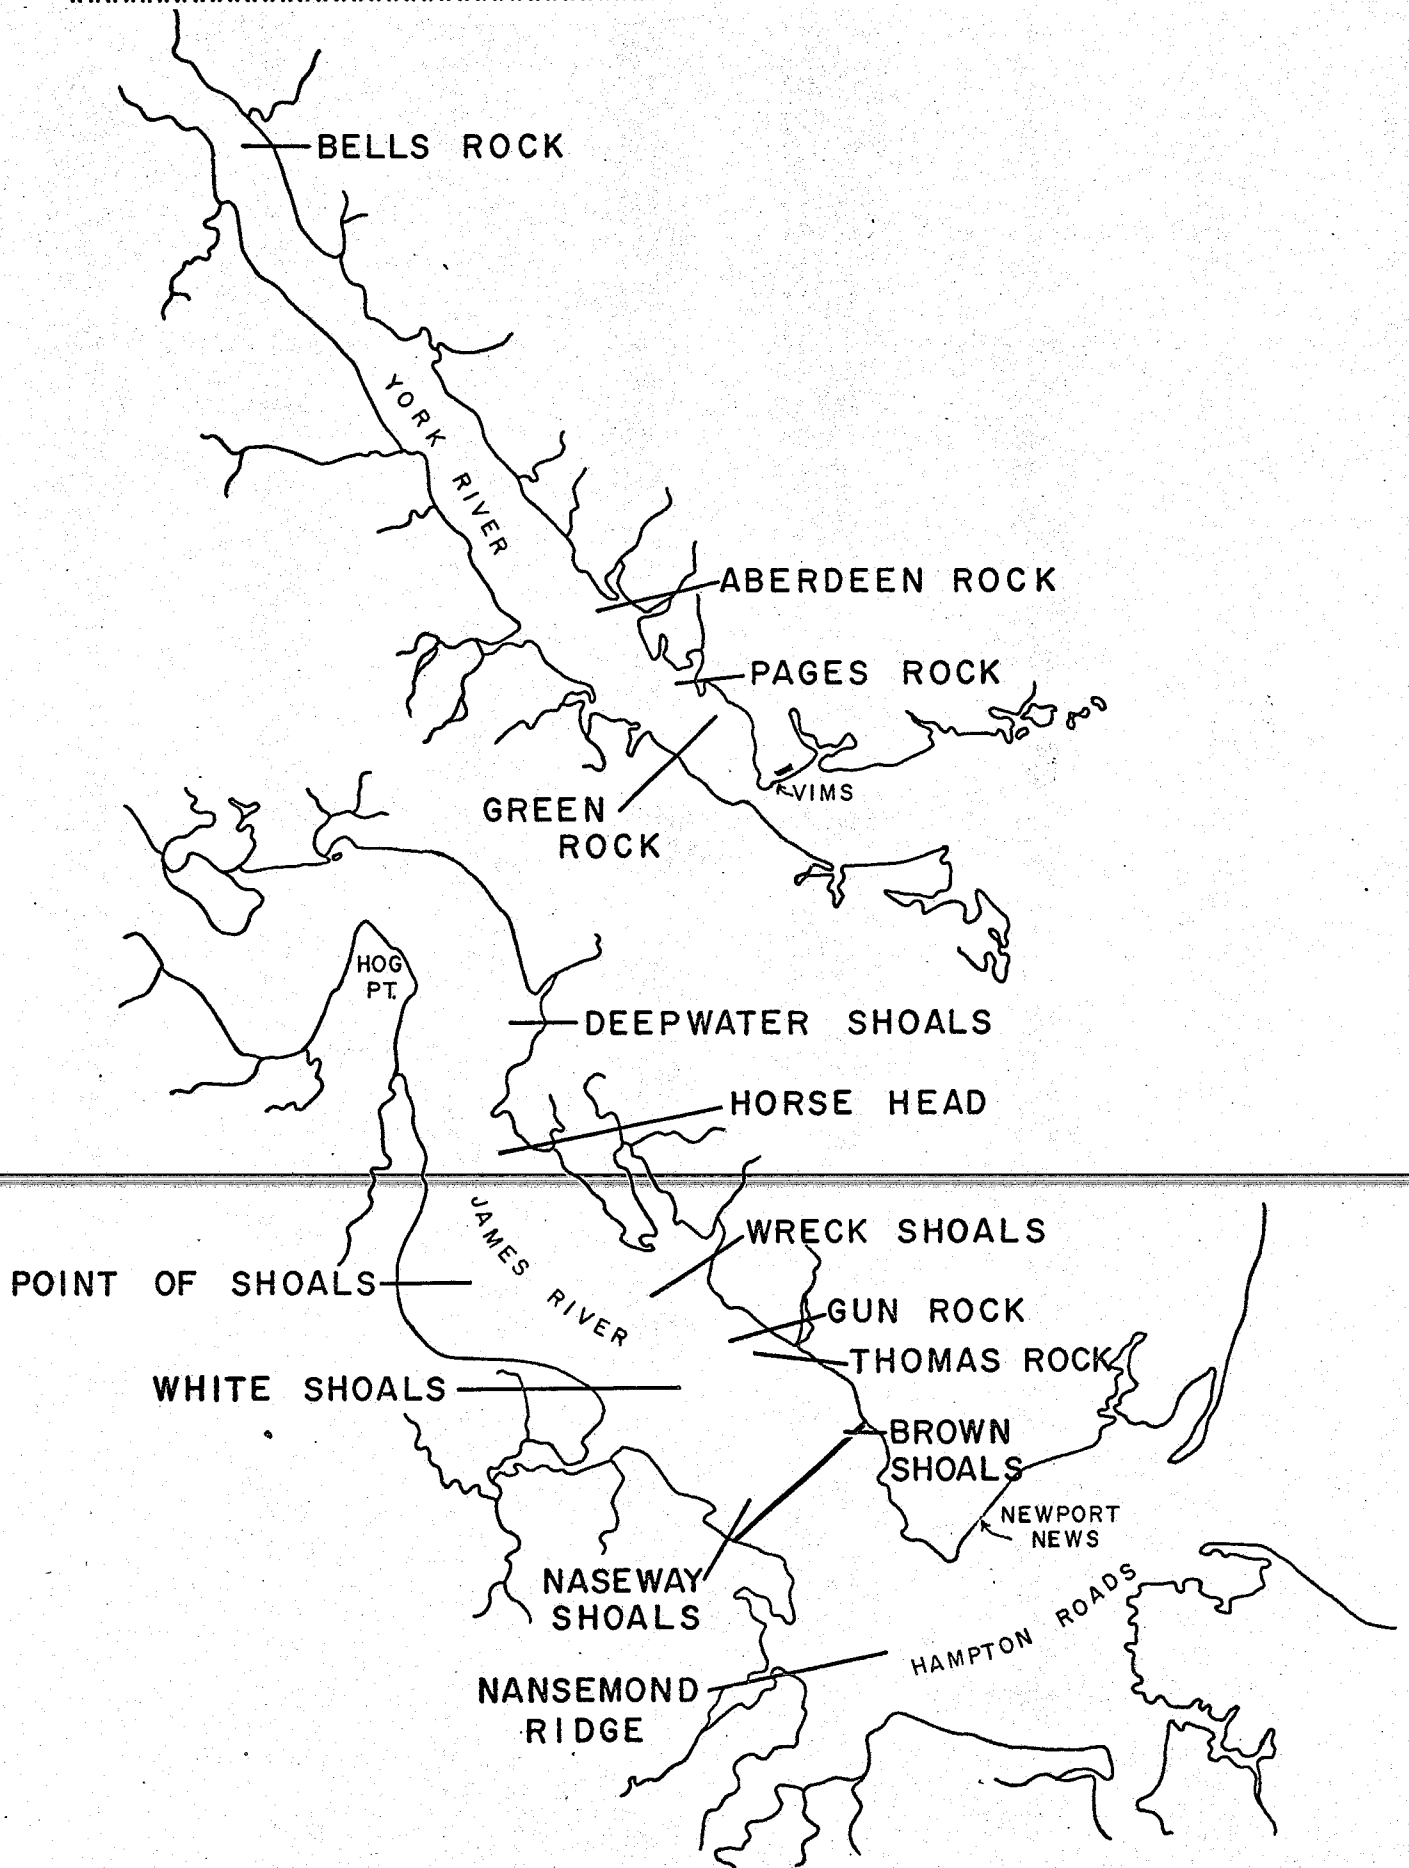 BELLS ROCK
YORK RIVER
ABERDEEN ROCK
PAGES ROCK
GREEN
ROCK
VIMS
HOG
PT.
DEEPWATER SHOALS
HORSE HEAD
JAMES RIVER
WRECK SHOALS
POINT OF SHOALS
GUN ROCK
THOMAS ROCK
WHITE SHOALS
BROWN
SHOALS
NEWPORT
NEWS
NASEWAY
SHOALS
HAMPTON ROADS
NANSEMOND
RIDGE